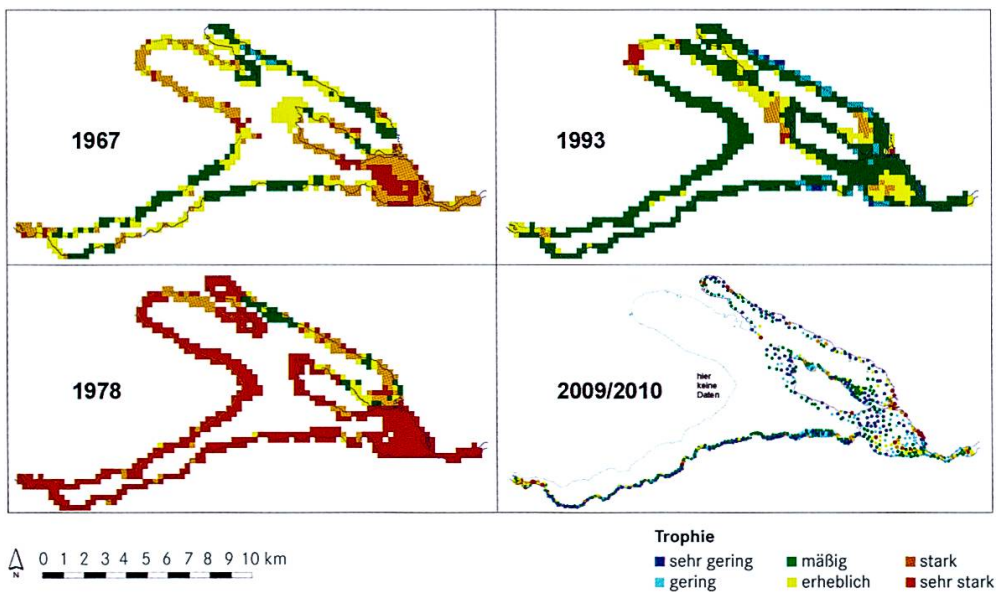 1967
1993
1978
2009/2010
hier
keine
Daten
N
0 1 2 3 4 5 6 7 8 9 10 km
Trophie
sehr gering
mäßig
stark
gering
erheblich
sehr stark